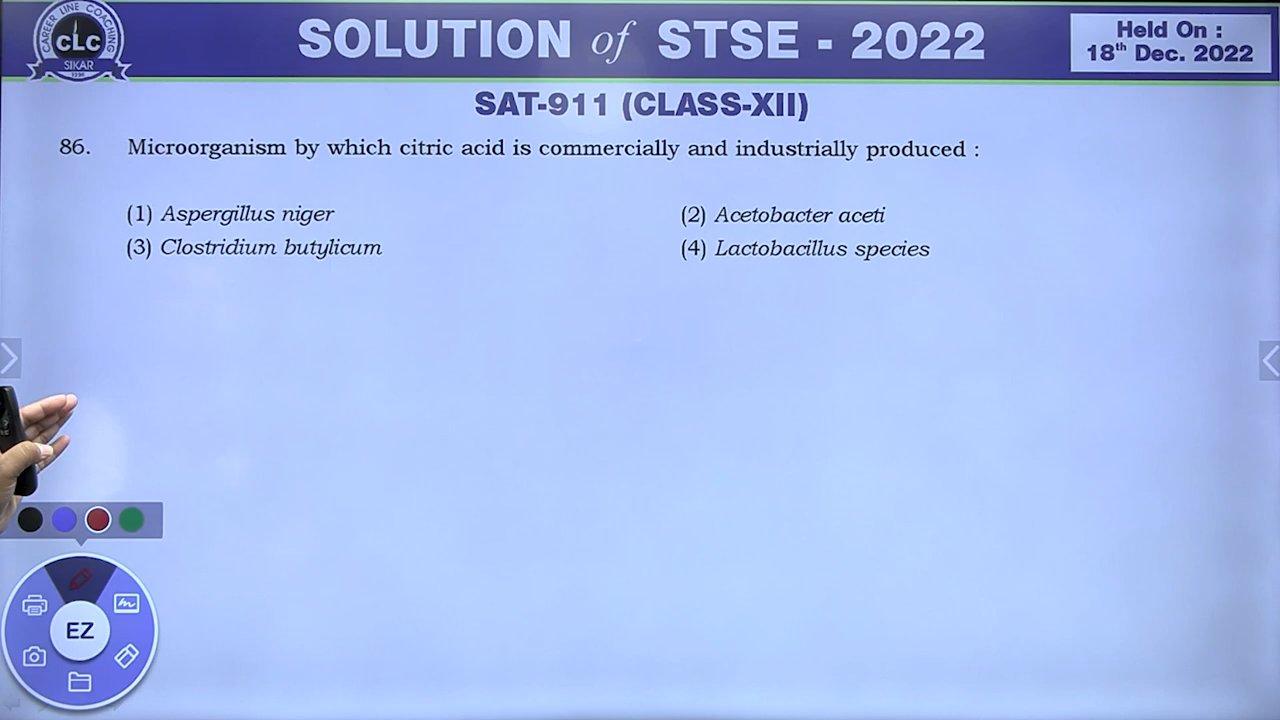 CAREER LINE COACHING
CLC
SIKAR
1996
SOLUTION of STSE - 2022
Held On :
18th Dec. 2022
SAT-911 (CLASS-XII)
86. Microorganism by which citric acid is commercially and industrially produced :
(1) Aspergillus niger (2) Acetobacter aceti
(3) Clostridium butylicum (4) Lactobacillus species
EZ